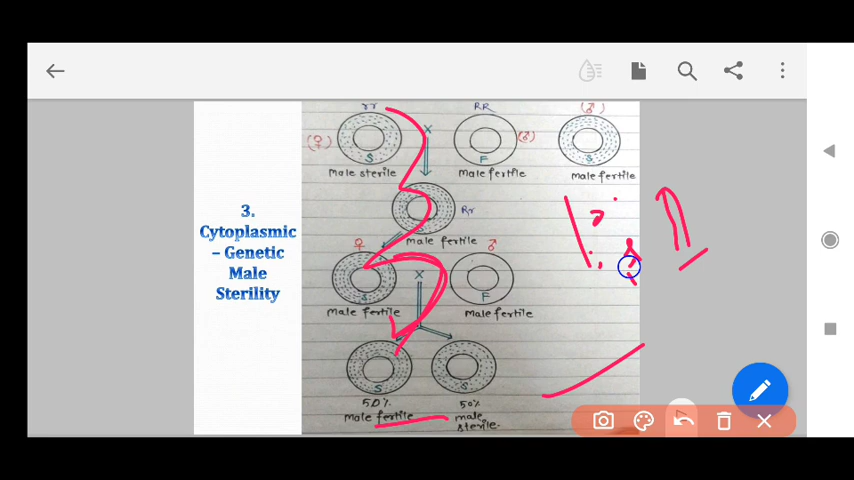 3.
Cytoplasmic
– Genetic
Male
Sterility
rr
RR
(♂)
(♀)
X
(♂)
S
F
S
Male sterile
Male fertile
Male fertile
Rr
S
male fertile
♀
♂
X
S
F
Male fertile
Male fertile
S
S
50%
50%
Male fertile
male
sterile-